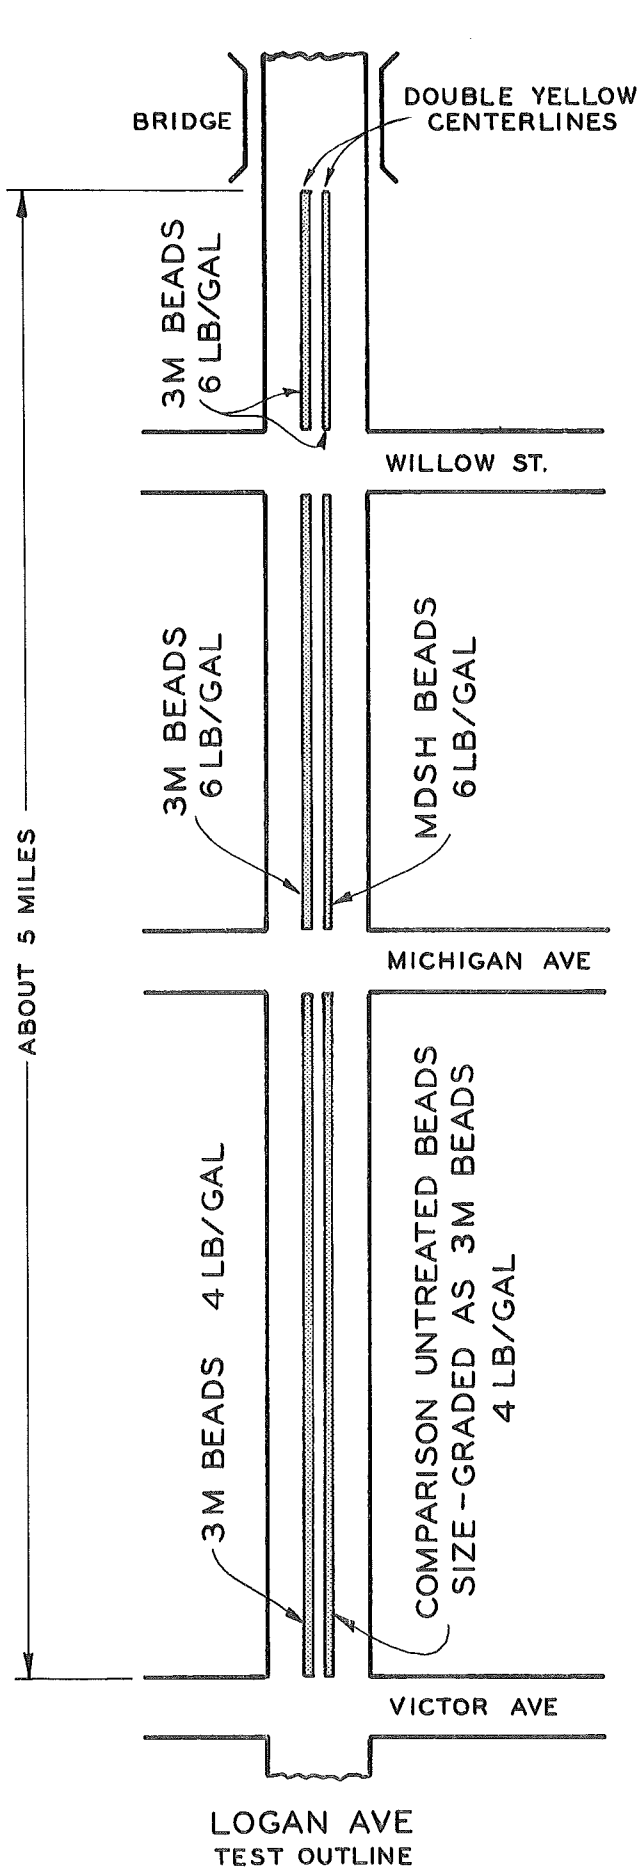 BRIDGE
DOUBLE YELLOW
CENTERLINES
3M BEADS
6 LB/GAL
WILLOW ST.
3M BEADS
6 LB/GAL
MDSH BEADS
6 LB/GAL
ABOUT 5 MILES
MICHIGAN AVE
3M BEADS 4 LB/GAL
COMPARISON UNTREATED BEADS
SIZE-GRADED AS 3M BEADS
4 LB/GAL
VICTOR AVE
LOGAN AVE
TEST OUTLINE